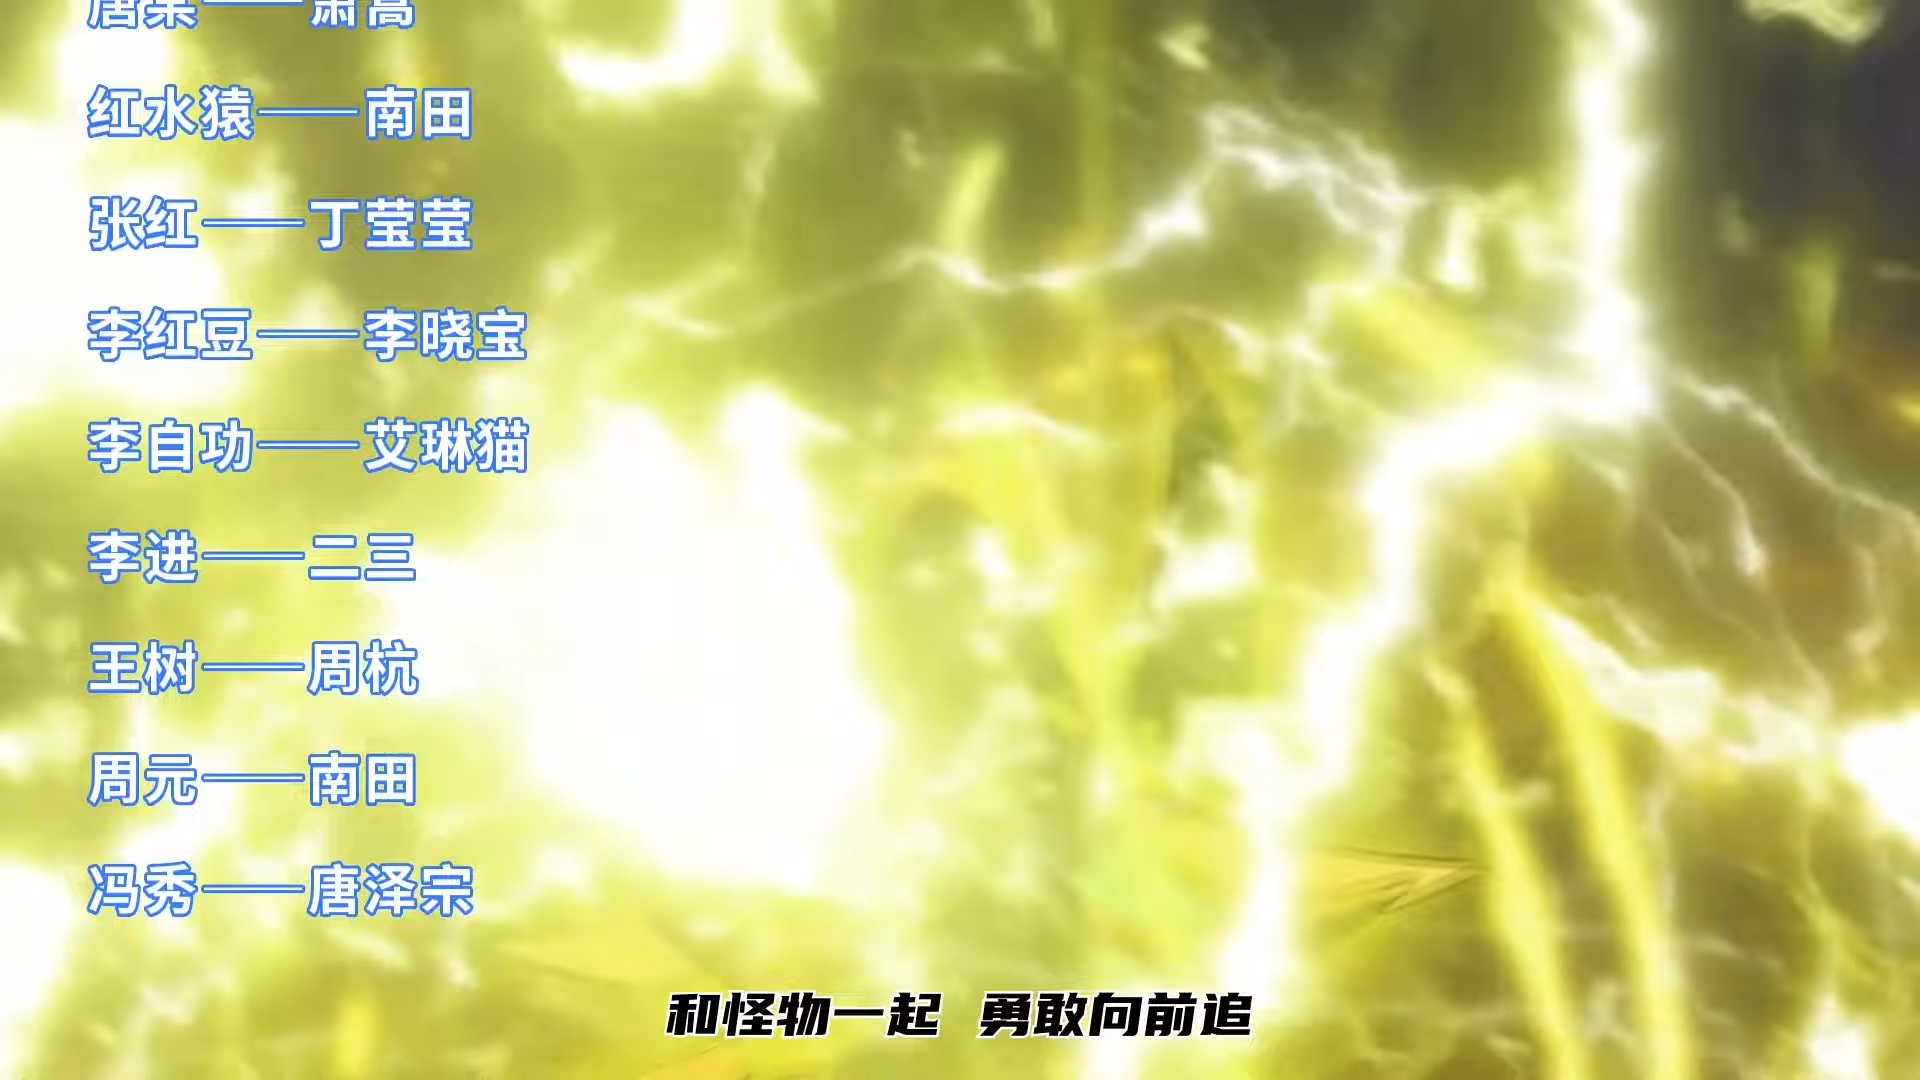 红水猿——南田
张红——丁莹莹
李红豆——李晓宝
李自功——艾琳猫
李进——二三
王树——周杭
周元——南田
冯秀——唐泽宗
和怪物一起 勇敢向前追